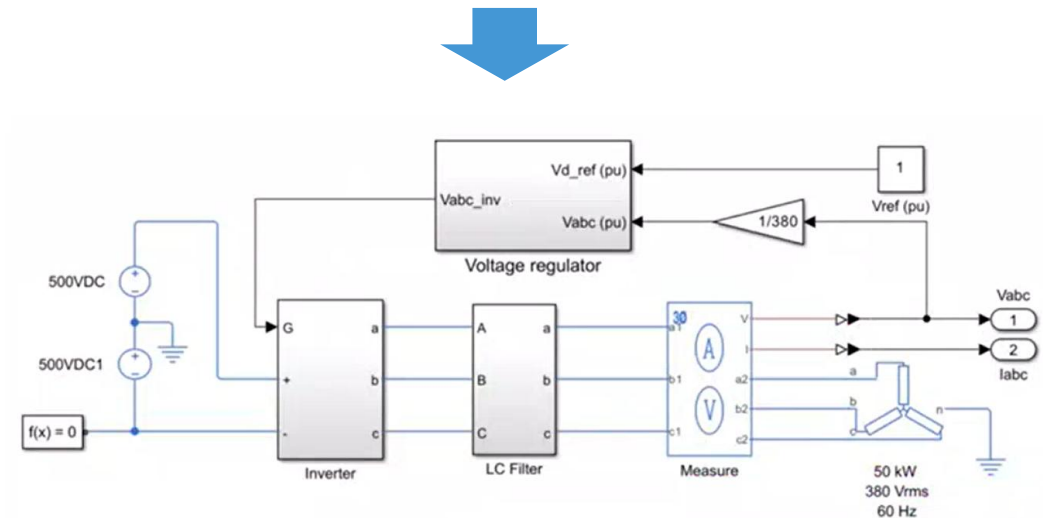 Vd_ref (pu)
1
Vabc_inv
Vref (pu)
Vabc (pu)
1/380
Voltage regulator
500VDC
+
-
Vabc
G
a
A
a
3Φ
a1
V
1
A
I
2
500VDC1
+
-
Iabc
+
b
B
b
b1
a2
a
V
b2
b
n
f(x) = 0
-
c
C
c
c1
c2
c
Inverter
LC Filter
Measure
50 kW
380 Vrms
60 Hz